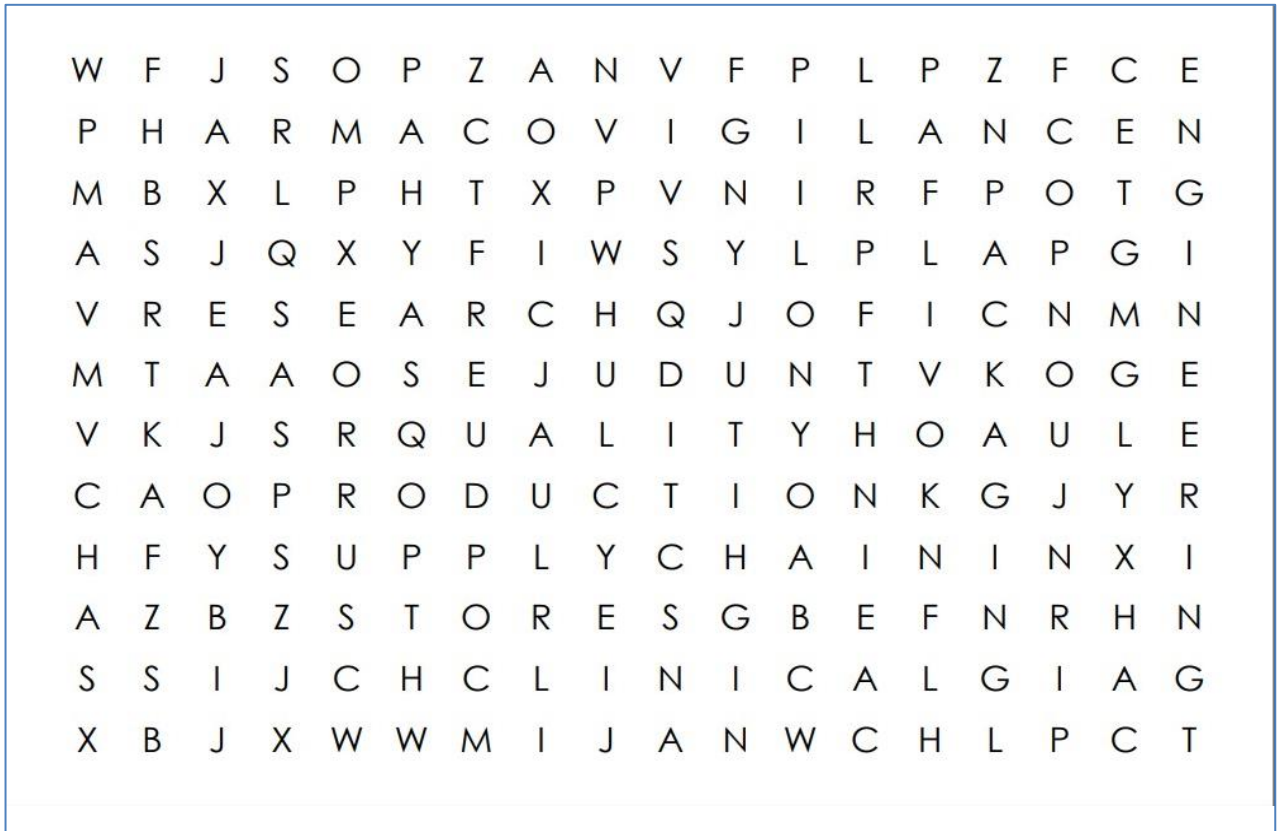 W F J S O P Z A N V F P L P Z F C E
P H A R M A C O V I G I L A N C E N
M B X L P H T X P V N I R F P O T G
A S J Q X Y F I W S Y L P L A P G I
V R E S E A R C H Q J O F I C N M N
M T A A O S E J U D U N T V K O G E
V K J S R Q U A L I T Y H O A U L E
C A O P R O D U C T I O N K G J Y R
H F Y S U P P L Y C H A I N I N X I
A Z B Z S T O R E S G B E F N R H N
S S I J C H C L I N I C A L G I A G
X B J X W W M I J A N W C H L P C T